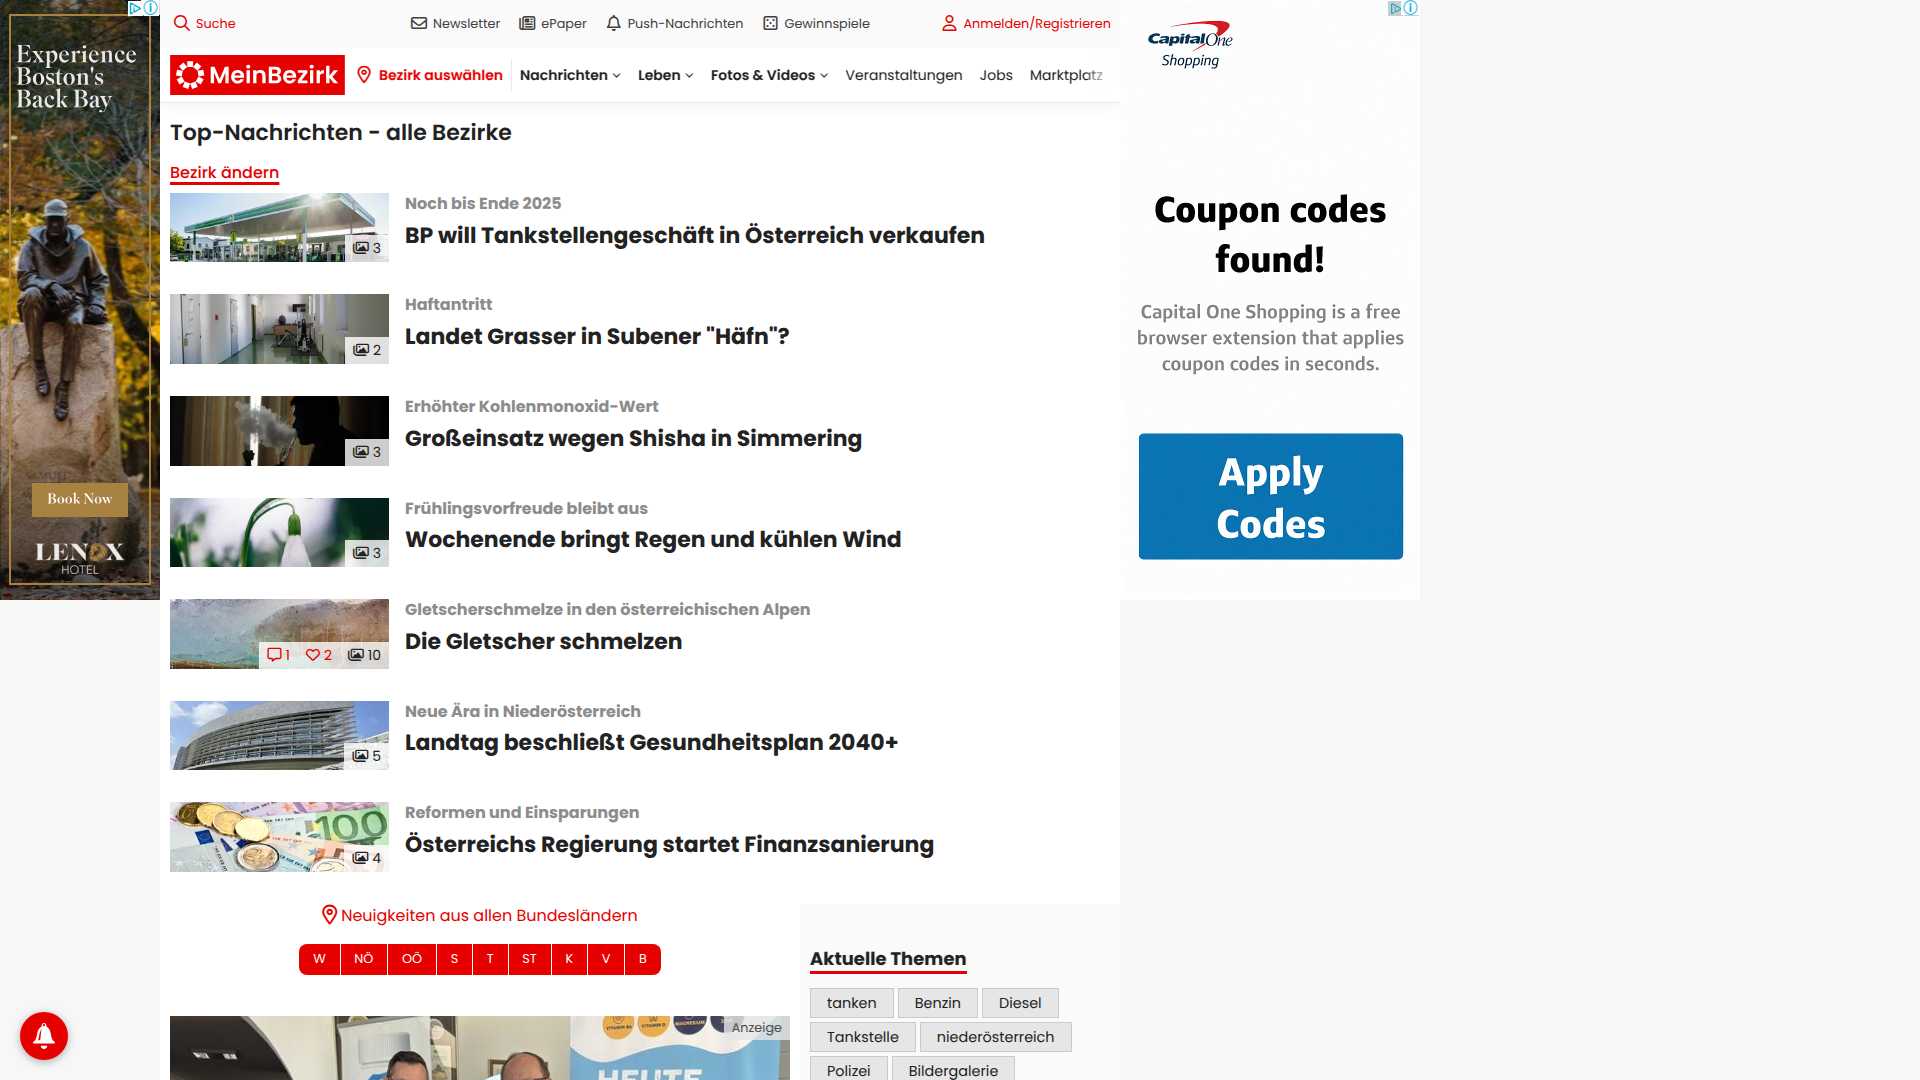 Suche
Newsletter
ePaper
Push-Nachrichten
Gewinnspiele
Anmelden/Registrieren
MeinBezirk
Bezirk auswählen
Nachrichten
Leben
Fotos & Videos
Veranstaltungen
Jobs
Marktplatz
Experience
Boston's
Back Bay
Book Now
LENOX
HOTEL
Top-Nachrichten - alle Bezirke
Bezirk ändern
Noch bis Ende 2025
BP will Tankstellengeschäft in Österreich verkaufen
3
Haftantritt
Landet Grasser in Subener "Häfn"?
2
Erhöhter Kohlenmonoxid-Wert
Großeinsatz wegen Shisha in Simmering
3
Frühlingsvorfreude bleibt aus
Wochenende bringt Regen und kühlen Wind
3
Gletscherschmelze in den österreichischen Alpen
Die Gletscher schmelzen
1 2 10
Neue Ära in Niederösterreich
Landtag beschließt Gesundheitsplan 2040+
5
Reformen und Einsparungen
Österreichs Regierung startet Finanzsanierung
100
4
Neuigkeiten aus allen Bundesländern
W NÖ OÖ S T ST K V B
Anzeige
HEUTE
Aktuelle Themen
tanken Benzin Diesel
Tankstelle niederösterreich
Polizei Bildergalerie
Capital One
Shopping
Coupon codes
found!
Capital One Shopping is a free
browser extension that applies
coupon codes in seconds.
Apply
Codes